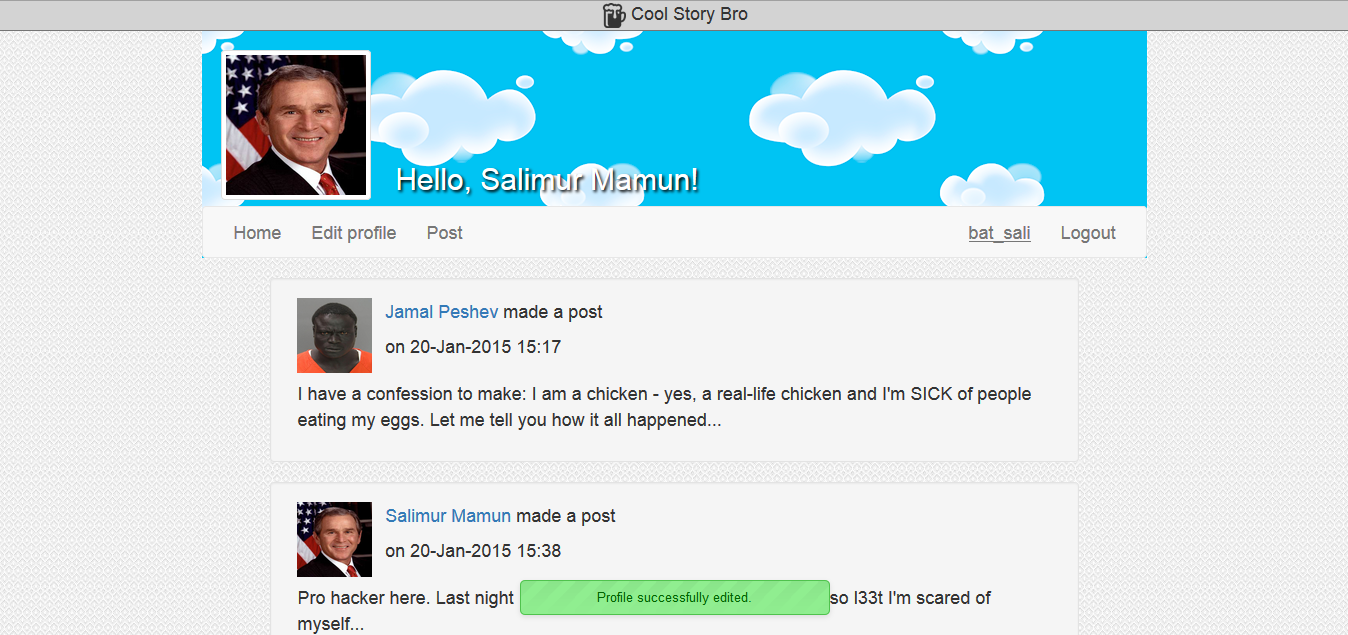 Cool Story Bro
Hello, Salimur Mamun!
Home Edit profile Post bat_sali Logout
Jamal Peshev made a post
on 20-Jan-2015 15:17
I have a confession to make: I am a chicken - yes, a real-life chicken and I'm SICK of people
eating my eggs. Let me tell you how it all happened...
Salimur Mamun made a post
on 20-Jan-2015 15:38
Pro hacker here. Last night
Profile successfully edited.
so l33t I'm scared of
myself...